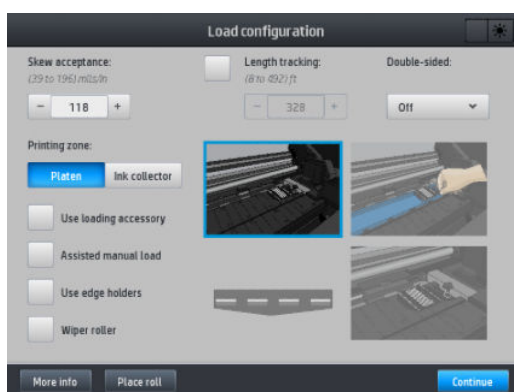 Load configuration
Skew acceptance:
(39 to 196) mils/in
− 118 +
Length tracking:
(8 to 492) ft
− 328 +
Double-sided:
Off
Printing zone:
Platen
Ink collector
Use loading accessory
Assisted manual load
Use edge holders
Wiper roller
More info
Place roll
Continue